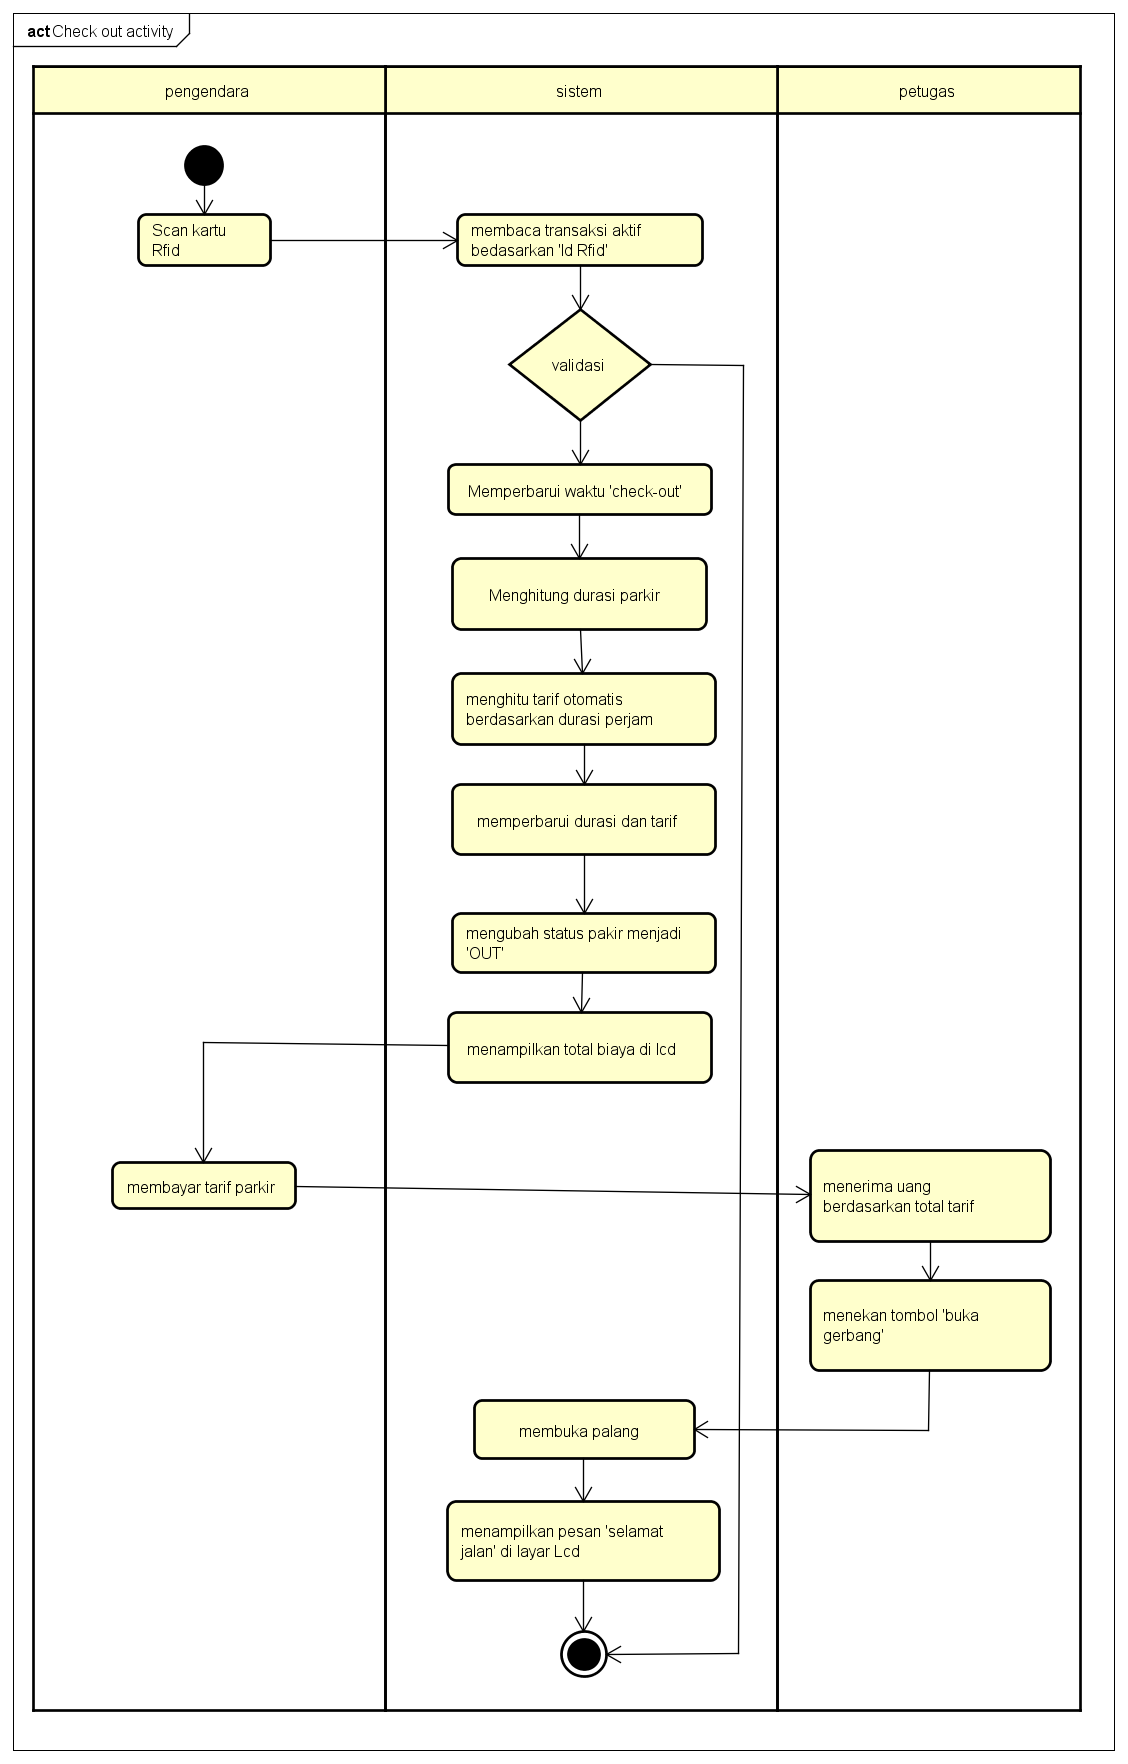 act Check out activity
pengendara
sistem
petugas
Scan kartu
Rfid
membaca transaksi aktif
bedasarkan 'Id Rfid'
validasi
Memperbarui waktu 'check-out'
Menghitung durasi parkir
menghitu tarif otomatis
berdasarkan durasi perjam
memperbarui durasi dan tarif
mengubah status pakir menjadi
'OUT'
menampilkan total biaya di lcd
membayar tarif parkir
menerima uang
berdasarkan total tarif
menekan tombol 'buka
gerbang'
membuka palang
menampilkan pesan 'selamat
jalan' di layar Lcd